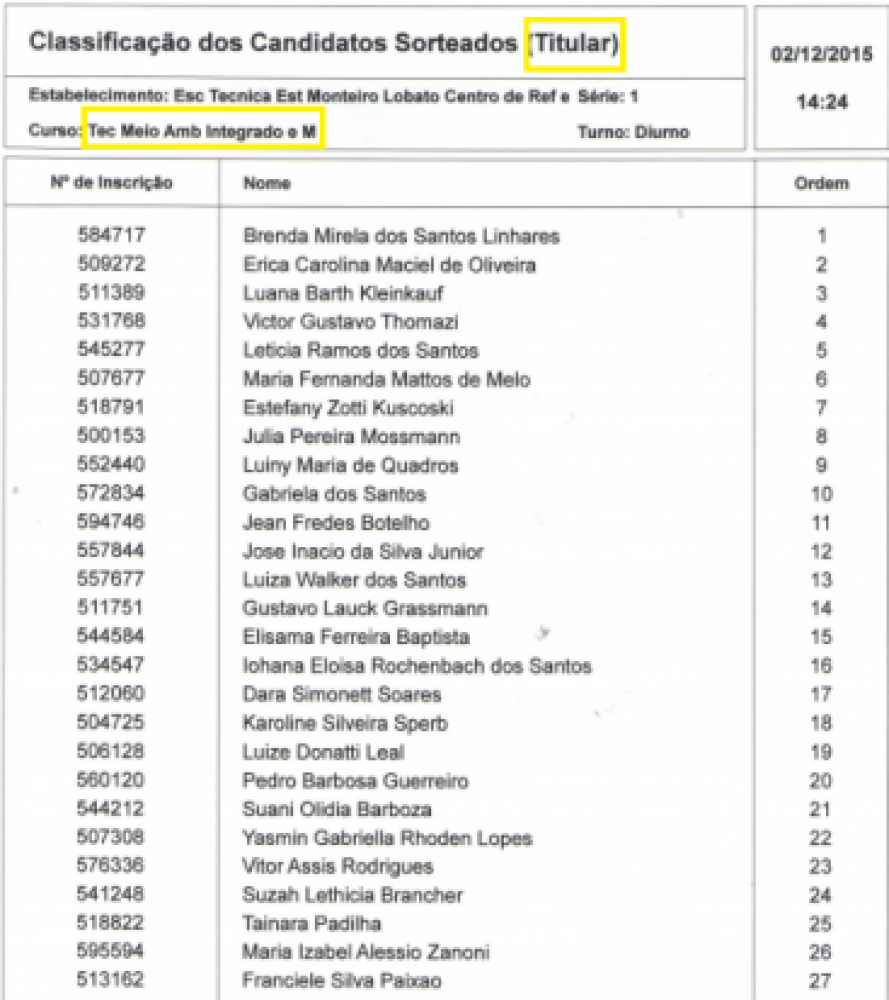 Classificação dos Candidatos Sorteados (Titular)
02/12/2015
14:24
Estabelecimento: Esc Tecnica Est Monteiro Lobato Centro de Ref e Série: 1
Curso: Tec Meio Amb Integrado e M Turno: Diurno
Nº de Inscrição Nome Ordem
584717 Brenda Mirela dos Santos Linhares 1
509272 Erica Carolina Maciel de Oliveira 2
511389 Luana Barth Kleinkauf 3
531768 Victor Gustavo Thomazi 4
545277 Leticia Ramos dos Santos 5
507677 Maria Fernanda Mattos de Melo 6
518791 Estefany Zotti Kuscoski 7
500153 Julia Pereira Mossmann 8
552440 Luiny Maria de Quadros 9
572834 Gabriela dos Santos 10
594746 Jean Fredes Botelho 11
557844 Jose Inacio da Silva Junior 12
557677 Luiza Walker dos Santos 13
511751 Gustavo Lauck Grassmann 14
544584 Elisama Ferreira Baptista 15
534547 Iohana Eloisa Rochenbach dos Santos 16
512060 Dara Simonett Soares 17
504725 Karoline Silveira Sperb 18
506128 Luize Donatti Leal 19
560120 Pedro Barbosa Guerreiro 20
544212 Suani Olidia Barboza 21
507308 Yasmin Gabriella Rhoden Lopes 22
576336 Vitor Assis Rodrigues 23
541248 Suzah Lethicia Brancher 24
518822 Tainara Padilha 25
595594 Maria Izabel Alessio Zanoni 26
513162 Franciele Silva Paixao 27